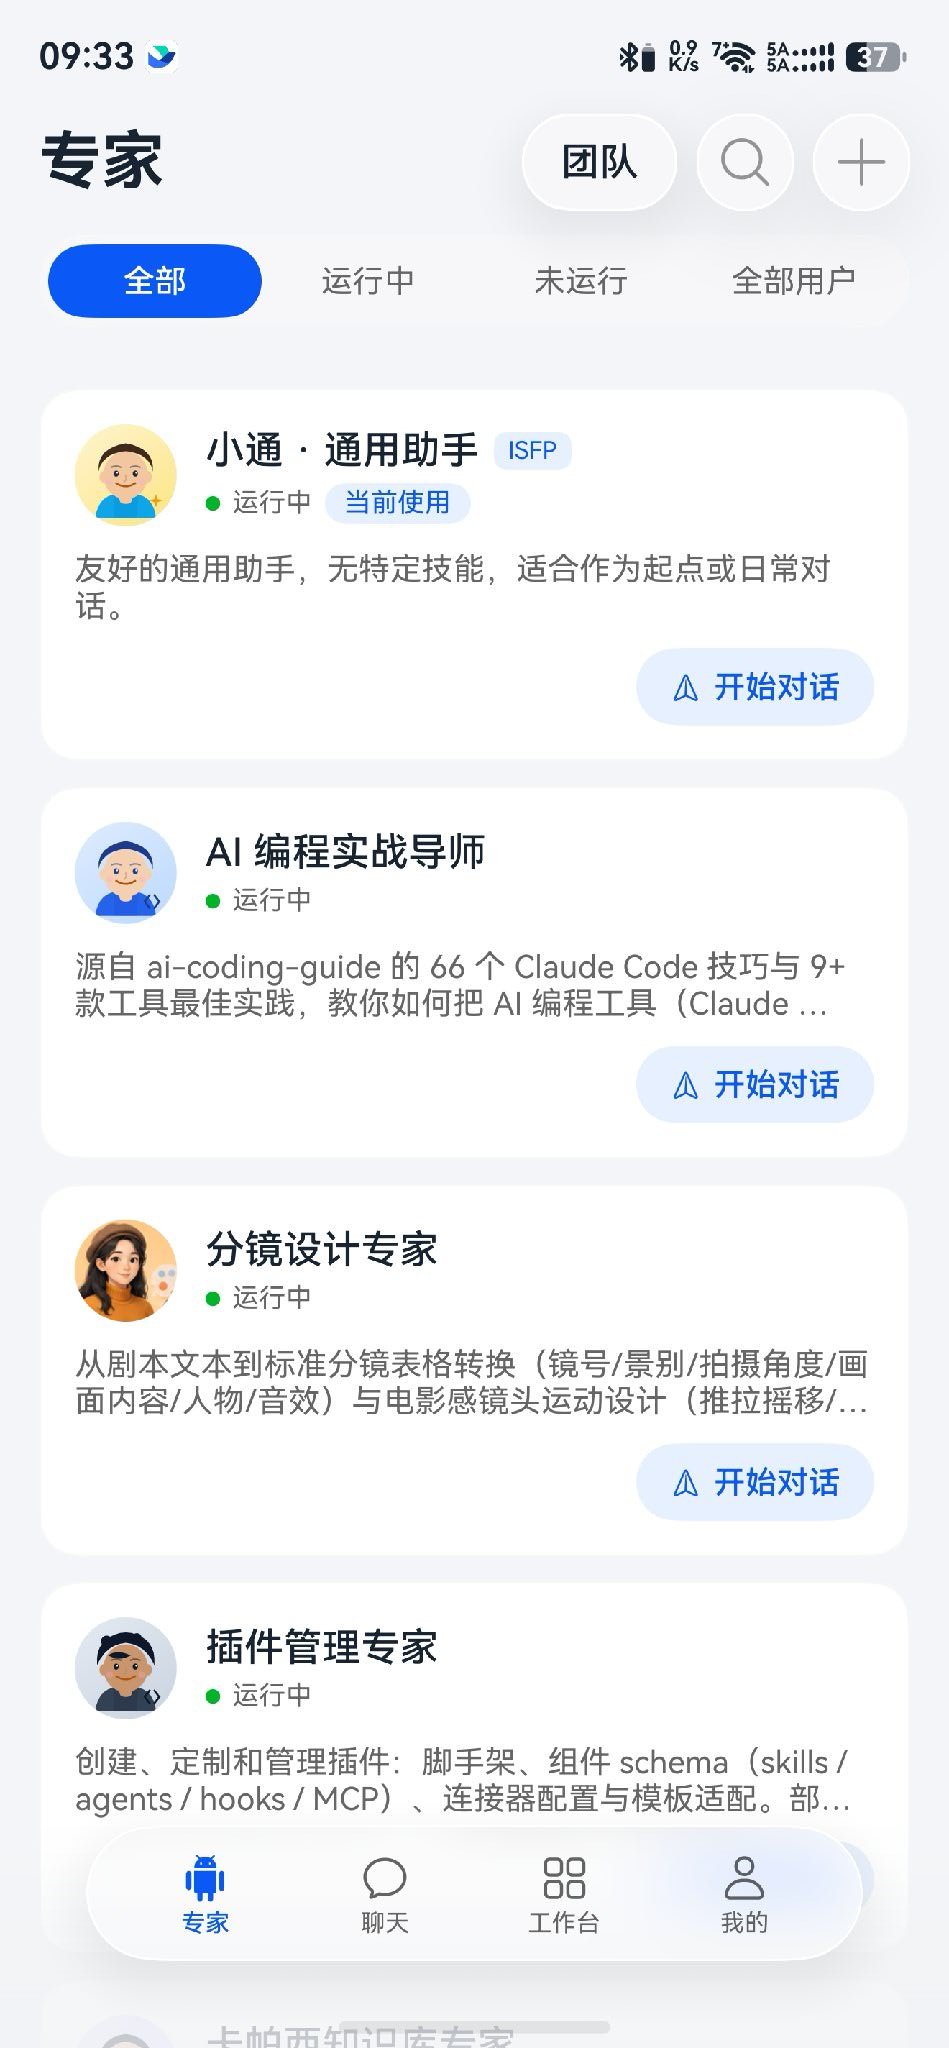 09:33
0.9 K/s 7+ 5A 5A 37
专家
团队
全部 运行中 未运行 全部用户
小通 · 通用助手 ISFP
运行中 当前使用
友好的通用助手，无特定技能，适合作为起点或日常对
话。
开始对话
AI 编程实战导师
运行中
源自 ai-coding-guide 的 66 个 Claude Code 技巧与 9+
款工具最佳实践，教你如何把 AI 编程工具（Claude ...
开始对话
分镜设计专家
运行中
从剧本文本到标准分镜表格转换（镜号/景别/拍摄角度/画
面内容/人物/音效）与电影感镜头运动设计（推拉摇移/...
开始对话
插件管理专家
运行中
创建、定制和管理插件：脚手架、组件 schema（skills /
agents / hooks / MCP）、连接器配置与模板适配。部...
专家 聊天 工作台 我的
卡帕西知识库专家